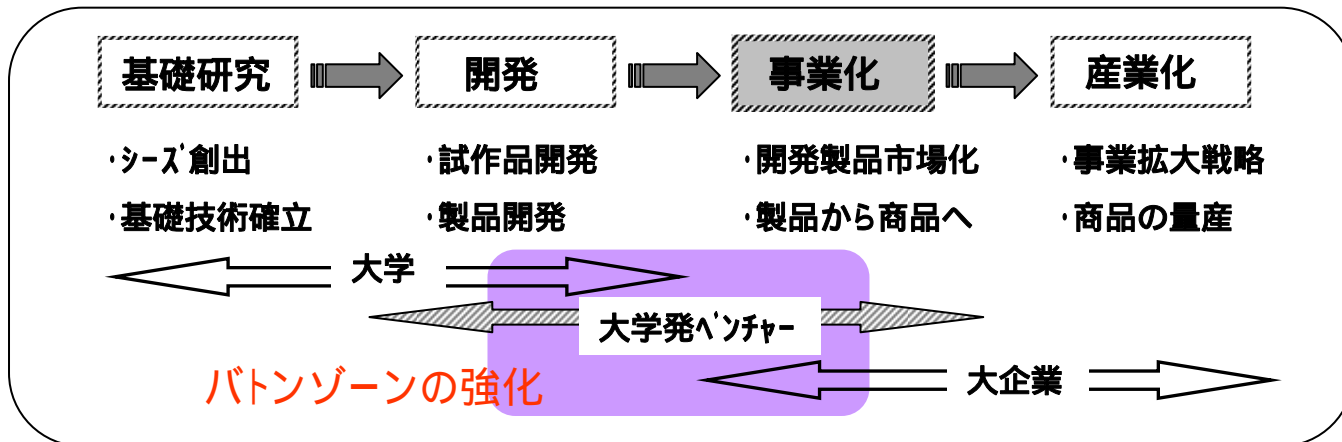 基礎研究 開発 事業化 産業化
･ｼｰｽﾞ創出 ･試作品開発 ･開発製品市場化 ･事業拡大戦略
･基礎技術確立 ･製品開発 ･製品から商品へ ･商品の量産
大学
大学発ﾍﾞﾝﾁｬｰ
バトンゾーンの強化
大企業